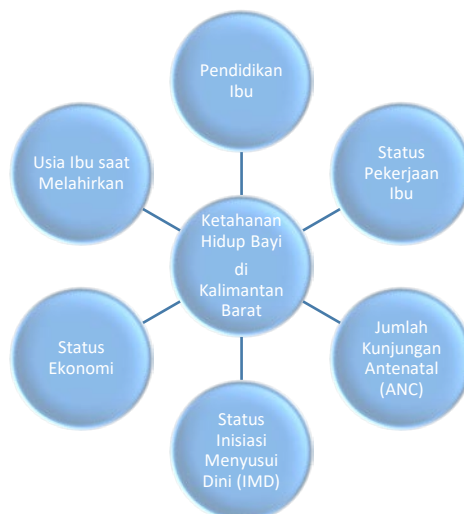 Pendidikan
Ibu
Status
Pekerjaan
Ibu
Jumlah
Kunjungan
Antenatal
(ANC)
Status
Inisiasi
Menyusui
Dini (IMD)
Status
Ekonomi
Usia Ibu saat
Melahirkan
Ketahanan
Hidup Bayi
di
Kalimantan
Barat